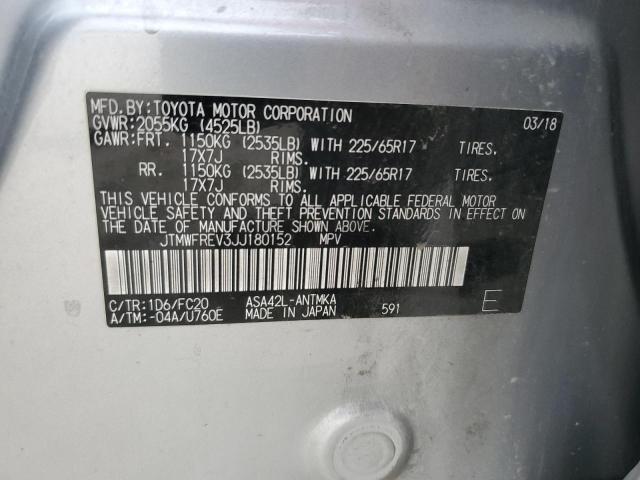 MFD.BY:TOYOTA MOTOR CORPORATION 03/18
GVWR:2055KG (4525LB)
GAWR:FRT. 1150KG (2535LB) WITH 225/65R17 TIRES.
17X7J RIMS.
RR. 1150KG (2535LB) WITH 225/65R17 TIRES.
17X7J RIMS.
THIS VEHICLE CONFORMS TO ALL APPLICABLE FEDERAL MOTOR
VEHICLE SAFETY AND THEFT PREVENTION STANDARDS IN EFFECT ON
THE DATE OF MANUFACTURE SHOWN ABOVE.
JTMWFREV3JJ180152 MPV
C/TR:1D6/FC20 ASA42L-ANTMKA
A/TM:-04A/U760E MADE IN JAPAN 591 E